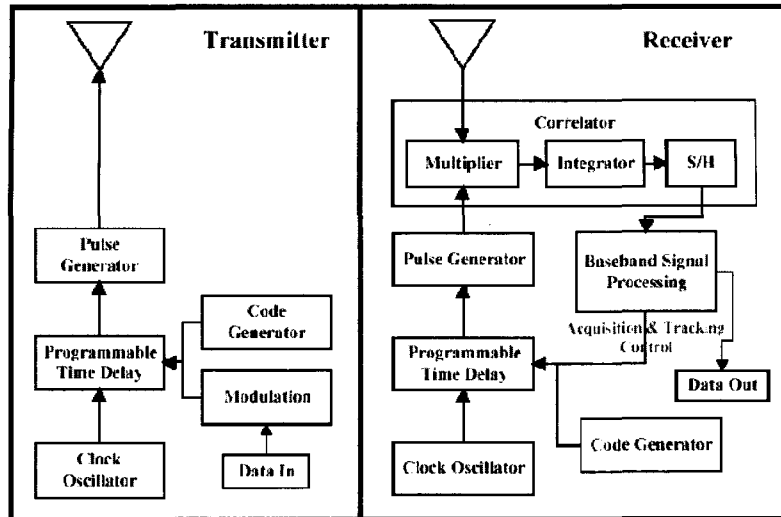 Transmitter
Pulse
Generator
Code
Generator
Programmable
Time Delay
Modulation
Clock
Oscillator
Data In
Receiver
Correlator
Multiplier
Integrator
S/H
Pulse Generator
Baseband Signal
Processing
Acquisition & Tracking
Control
Programmable
Time Delay
Data Out
Clock Oscillator
Code Generator